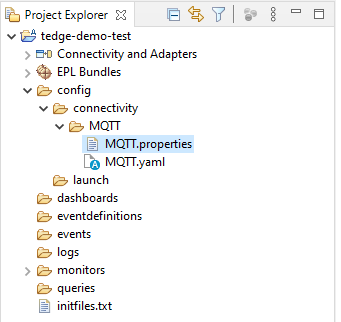 Project Explorer
tedge-demo-test
Connectivity and Adapters
EPL Bundles
config
connectivity
MQTT
MQTT.properties
MQTT.yaml
launch
dashboards
eventdefinitions
events
logs
monitors
queries
initfiles.txt